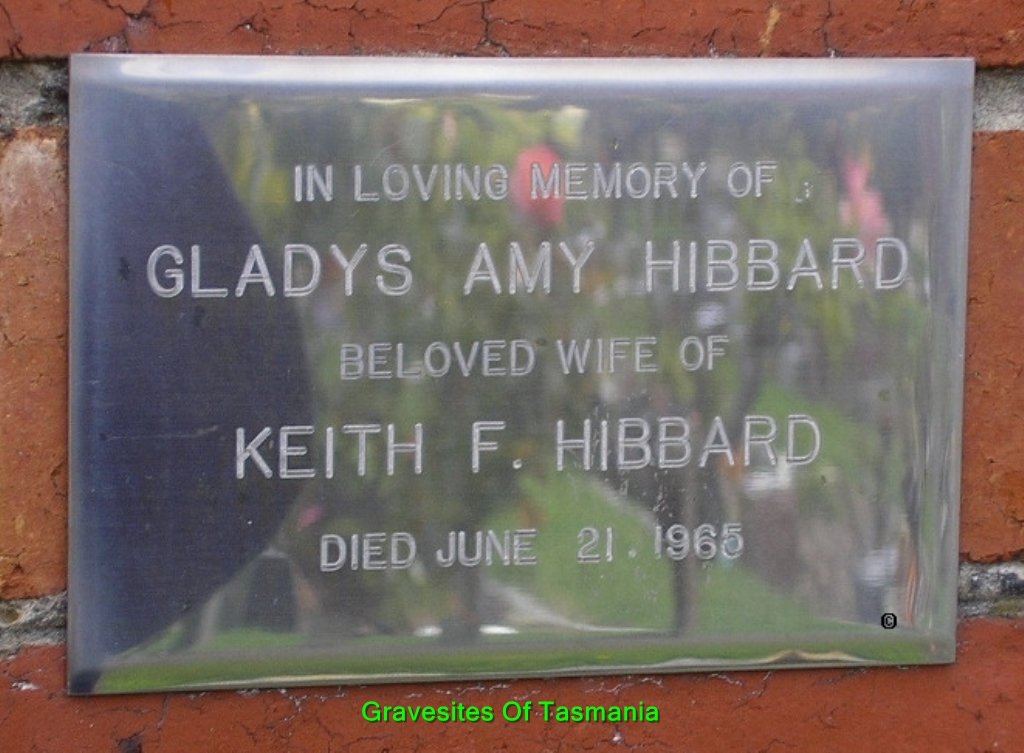 IN LOVING MEMORY OF
GLADYS AMY HIBBARD
BELOVED WIFE OF
KEITH F. HIBBARD
DIED JUNE 21. 1965
©
Gravesites Of Tasmania